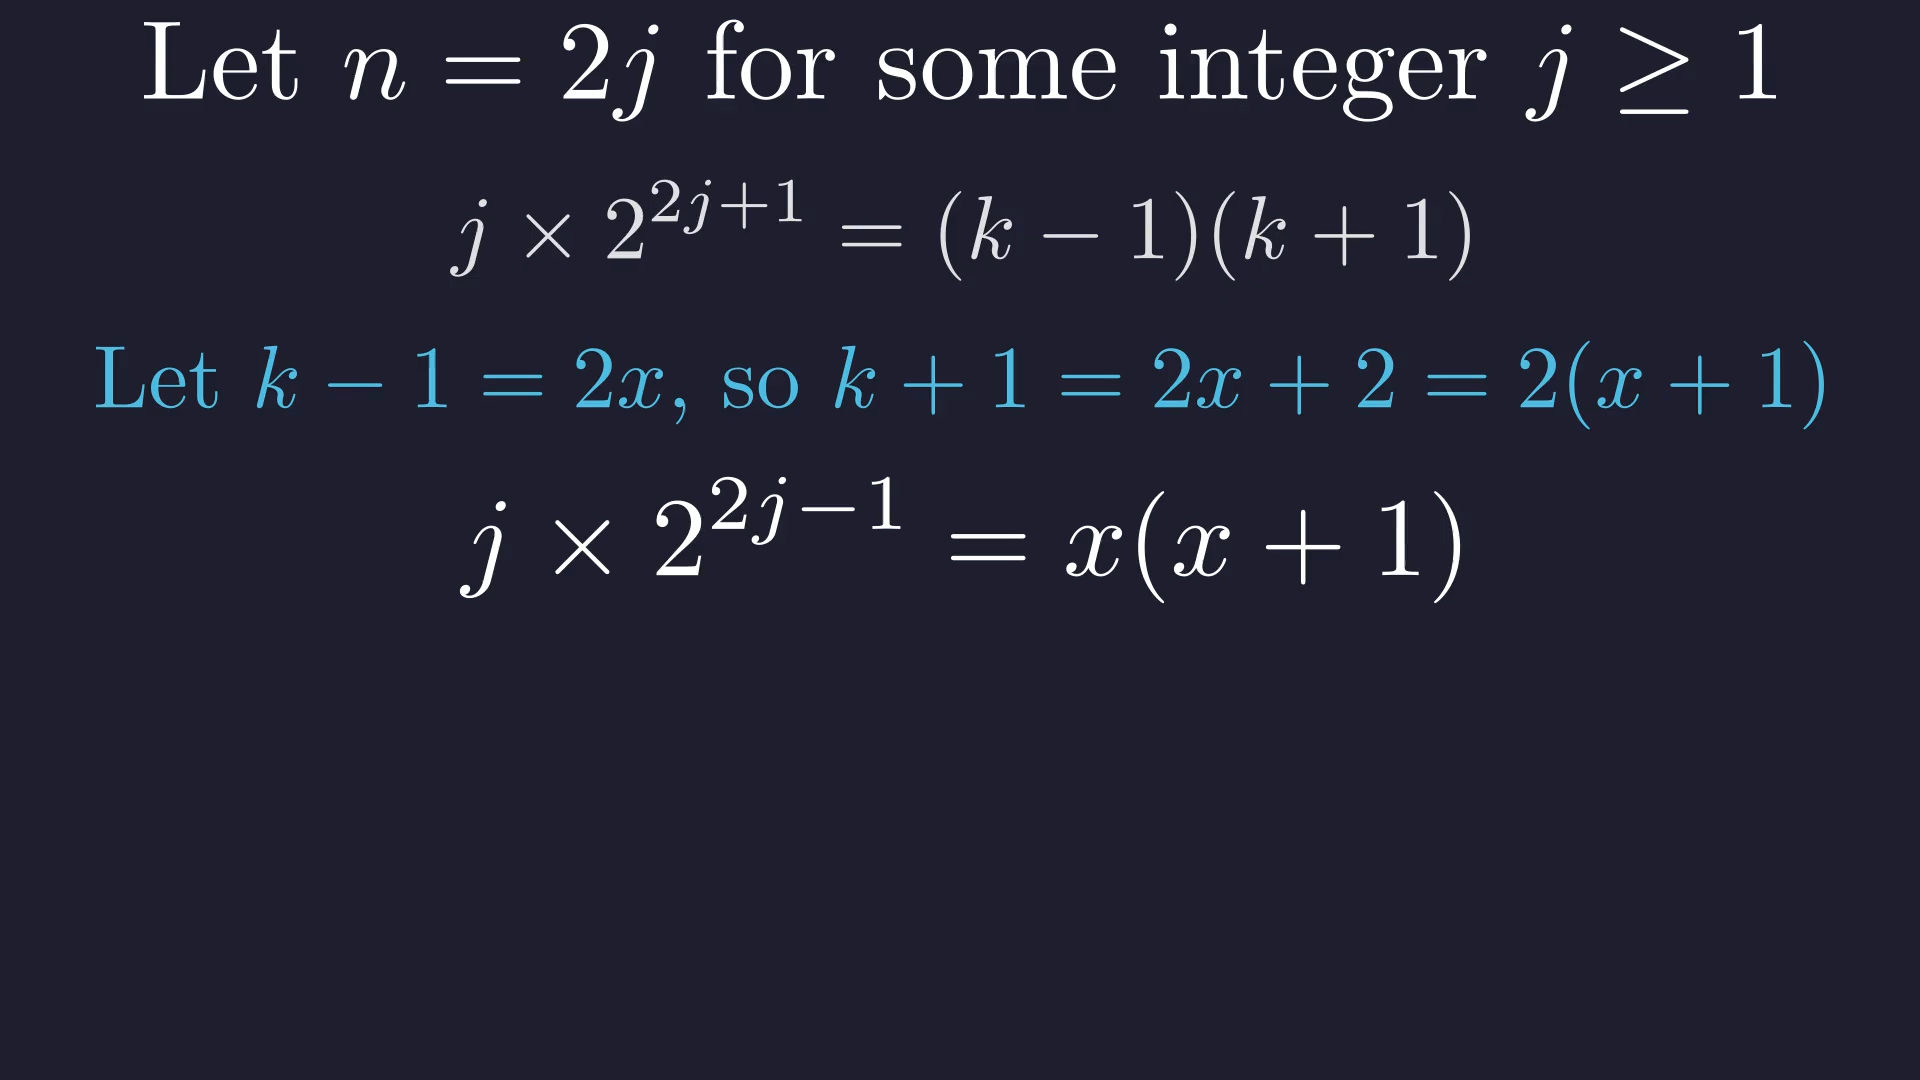 Let n = 2j for some integer j ≥ 1
j × 2^{2j+1} = (k − 1)(k + 1)
Let k − 1 = 2x, so k + 1 = 2x + 2 = 2(x + 1)
j × 2^{2j−1} = x(x + 1)